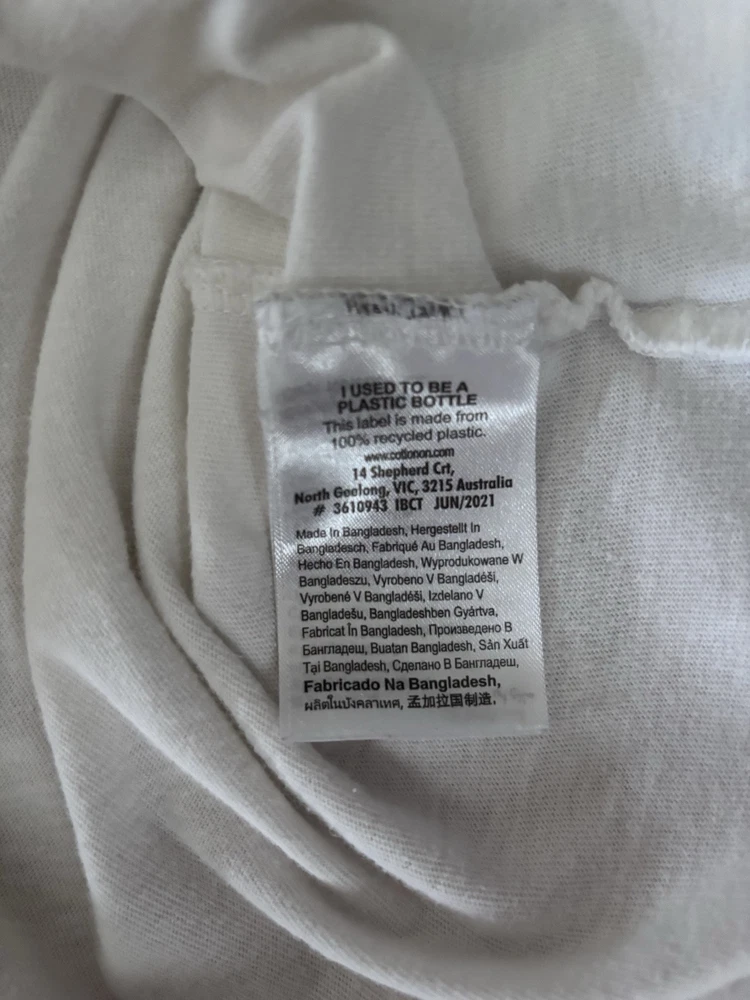 I USED TO BE A
PLASTIC BOTTLE
This label is made from
100% recycled plastic.
www.cottonon.com
14 Shepherd Crt,
North Geelong, VIC, 3215 Australia
# 3610943 IBCT JUN/2021
Made In Bangladesh, Hergestellt In
Bangladesch, Fabriqué Au Bangladesh,
Hecho En Bangladesh, Wyprodukowane W
Bangladeszu, Vyrobeno V Bangladéši,
Vyrobené V Bangladéši, Izdelano V
Bangladešu, Bangladeshben Gyártva,
Fabricat În Bangladesh, Произведено В
Бангладеш, Buatan Bangladesh, Sản Xuất
Tại Bangladesh, Сделано В Бангладеш,
Fabricado Na Bangladesh,
ผลิตในบังคลาเทศ, 孟加拉国制造.